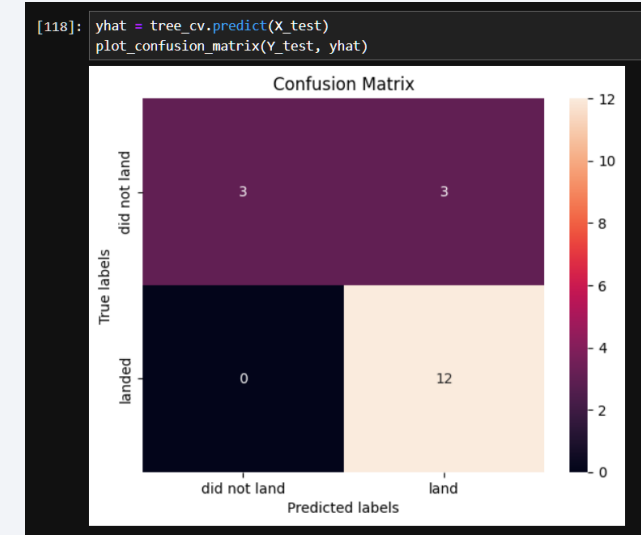 [118]: yhat = tree_cv.predict(X_test)
plot_confusion_matrix(Y_test, yhat)
Confusion Matrix
True labels
did not land
landed
3
3
0
12
did not land
land
Predicted labels
12
10
8
6
4
2
0